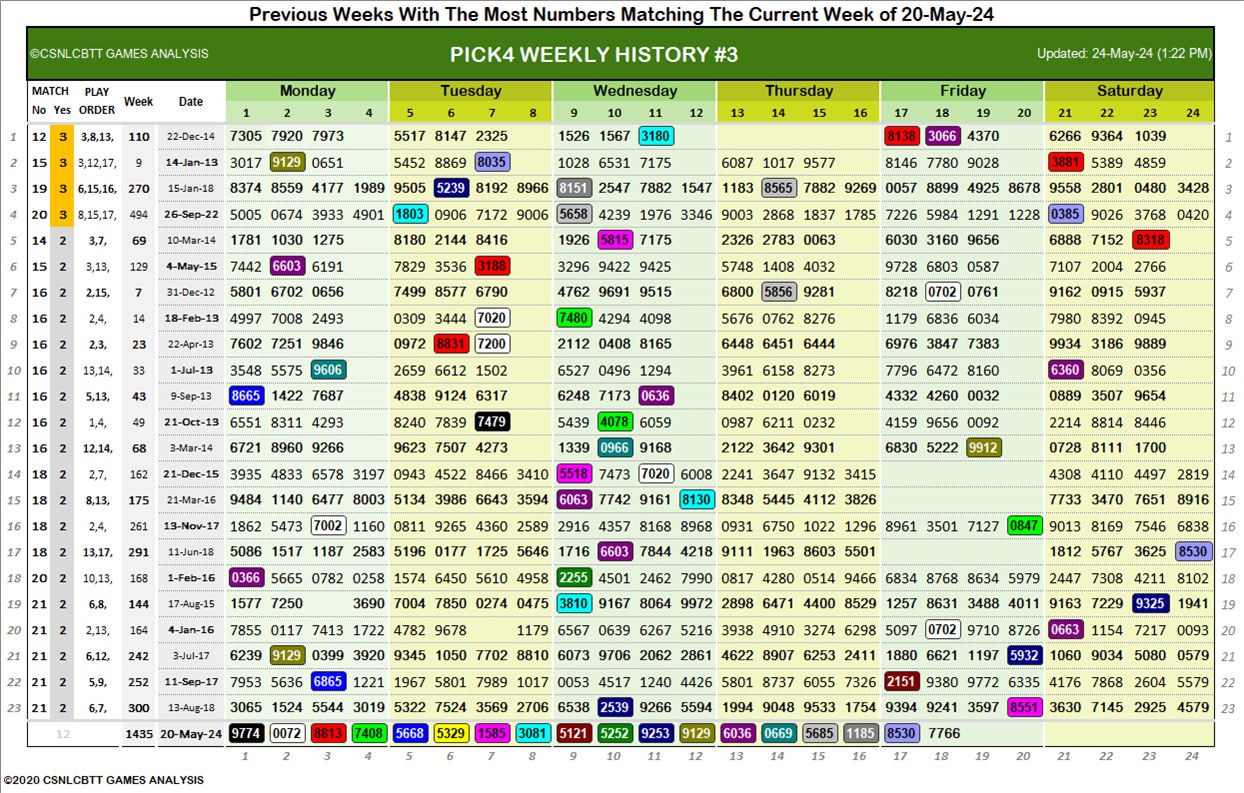 Previous Weeks With The Most Numbers Matching The Current Week of 20-May-24
©CSNLCBTT GAMES ANALYSIS PICK4 WEEKLY HISTORY #3 Updated: 24-May-24 (1:22 PM)
MATCH PLAY Week Date Monday Tuesday Wednesday Thursday Friday Saturday
No Yes ORDER 1 2 3 4 5 6 7 8 9 10 11 12 13 14 15 16 17 18 19 20 21 22 23 24
1 12 3 3,8,13, 110 22-Dec-14 7305 7920 7973 5517 8147 2325 1526 1567 3180 8138 3066 4370 6266 9364 1039 1
2 15 3 3,12,17, 9 14-Jan-13 3017 9129 0651 5452 8869 8035 1028 6531 7175 6087 1017 9577 8146 7780 9028 3881 5389 4859 2
3 19 3 6,15,16, 270 15-Jan-18 8374 8559 4177 1989 9505 5239 8192 8966 8151 2547 7882 1547 1183 8565 7882 9269 0057 8899 4925 8678 9558 2801 0480 3428 3
4 20 3 8,15,17, 494 26-Sep-22 5005 0674 3933 4901 1803 0906 7172 9006 5658 4239 1976 3346 9003 2868 1837 1785 7226 5984 1291 1228 0385 9026 3768 0420 4
5 14 2 3,7, 69 10-Mar-14 1781 1030 1275 8180 2144 8416 1926 5815 7175 2326 2783 0063 6030 3160 9656 6888 7152 8318 5
6 15 2 3,13, 129 4-May-15 7442 6603 6191 7829 3536 3188 3296 9422 9425 5748 1408 4032 9728 6803 0587 7107 2004 2766 6
7 16 2 2,15, 7 31-Dec-12 5801 6702 0656 7499 8577 6790 4762 9691 9515 6800 5856 9281 8218 0702 0761 9162 0915 5937 7
8 16 2 2,4, 14 18-Feb-13 4997 7008 2493 0309 3444 7020 7480 4294 4098 5676 0762 8276 1179 6836 6034 7980 8392 0945 8
9 16 2 2,3, 23 22-Apr-13 7602 7251 9846 0972 8831 7200 2112 0408 8165 6448 6451 6444 6976 3847 7383 9934 3186 9889 9
10 16 2 13,14, 33 1-Jul-13 3548 5575 9606 2659 6612 1502 6527 0496 1294 3961 6158 8273 7796 6472 8160 6360 8069 0356 10
11 16 2 5,13, 43 9-Sep-13 8665 1422 7687 4838 9124 6317 6248 7173 0636 8402 0120 6019 4332 4260 0032 0889 3507 9654 11
12 16 2 1,4, 49 21-Oct-13 6551 8311 4293 8240 7839 7479 5439 4078 6059 0987 6211 0232 4159 9656 0092 2214 8814 8446 12
13 16 2 12,14, 68 3-Mar-14 6721 8960 9266 9623 7507 4273 1339 0966 9168 2122 3642 9301 6830 5222 9912 0728 8111 1700 13
14 18 2 2,7, 162 21-Dec-15 3935 4833 6578 3197 0943 4522 8466 3410 5518 7473 7020 6008 2241 3647 9132 3415 4308 4110 4497 2819 14
15 18 2 8,13, 175 21-Mar-16 9484 1140 6477 8003 5134 3986 6643 3594 6063 7742 9161 8130 8348 5445 4112 3826 7733 3470 7651 8916 15
16 18 2 2,4, 261 13-Nov-17 1862 5473 7002 1160 0811 9265 4360 2589 2916 4357 8168 8968 0931 6750 1022 1296 8961 3501 7127 0847 9013 8169 7546 6838 16
17 18 2 13,17, 291 11-Jun-18 5086 1517 1187 2583 5196 0177 1725 5646 1716 6603 7844 4218 9111 1963 8603 5501 1812 5767 3625 8530 17
18 20 2 10,13, 168 1-Feb-16 0366 5665 0782 0258 1574 6450 5610 4958 2255 4501 2462 7990 0817 4280 0514 9466 6834 8768 8634 5979 2447 7308 4211 8102 18
19 21 2 6,8, 144 17-Aug-15 1577 7250 3690 7004 7850 0274 0475 3810 9167 8064 9972 2898 6471 4400 8529 1257 8631 3488 4011 9163 7229 9325 1941 19
20 21 2 2,13, 164 4-Jan-16 7855 0117 7413 1722 4782 9678 1179 6567 0639 6267 5216 3938 4910 3274 6298 5097 0702 9710 8726 0663 1154 7217 0093 20
21 21 2 6,12, 242 3-Jul-17 6239 9129 0399 3920 9345 1050 7702 8810 6073 9706 2062 2861 4422 8907 6253 2411 1880 6621 1197 5932 1060 9034 5080 0579 21
22 21 2 5,9, 252 11-Sep-17 7953 5636 6865 1221 1967 5801 7989 1017 0053 4517 1240 4426 5801 8737 6055 7326 2151 9380 9772 6335 4176 7868 2604 5579 22
23 21 2 6,7, 300 13-Aug-18 3065 1524 5544 3019 5322 7524 3569 2706 6538 2539 9266 5594 1994 9048 9533 1754 9394 9241 3597 8551 3630 7145 2925 4579 23
12 1435 20-May-24 9774 0072 8813 7408 5668 5329 1585 3081 5121 5252 9253 9129 6036 0669 5685 1185 8530 7766
1 2 3 4 5 6 7 8 9 10 11 12 13 14 15 16 17 18 19 20 21 22 23 24
©2020 CSNLCBTT GAMES ANALYSIS